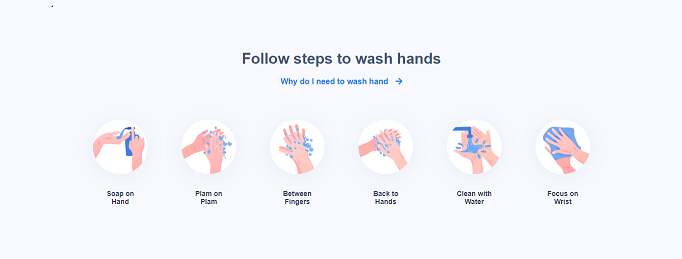 Follow steps to wash hands
Why do I need to wash hand →
Soap on
Hand
Plam on
Plam
Between
Fingers
Back to
Hands
Clean with
Water
Focus on
Wrist